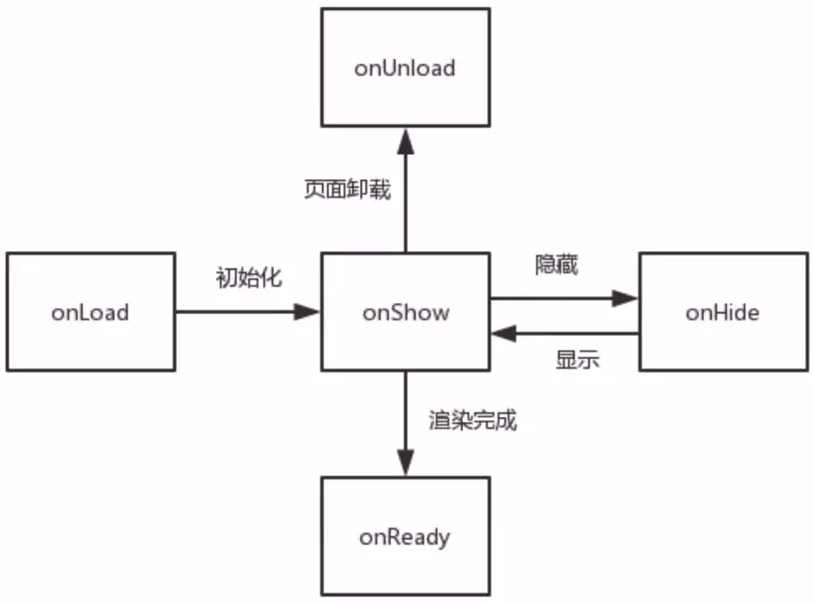 onUnload
页面卸载
onLoad
初始化
onShow
隐藏
显示
onHide
渲染完成
onReady